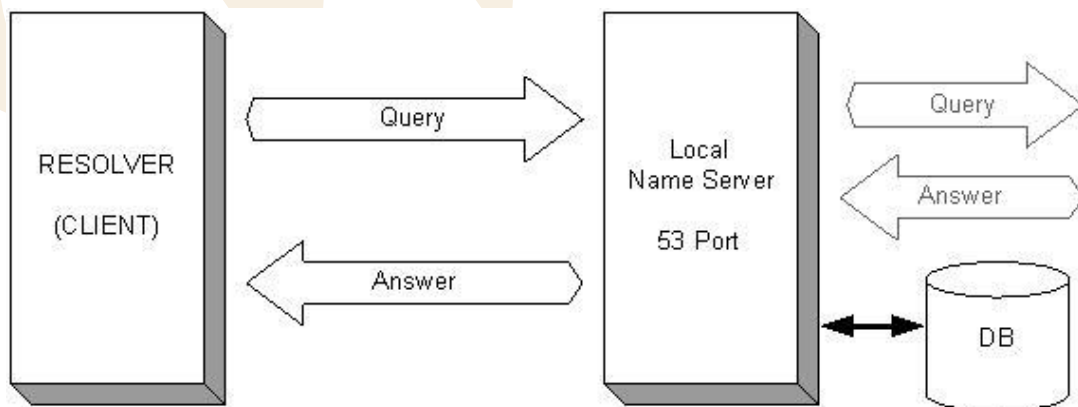 RESOLVER
(CLIENT)
Query
Answer
Local
Name Server
53 Port
Query
Answer
DB